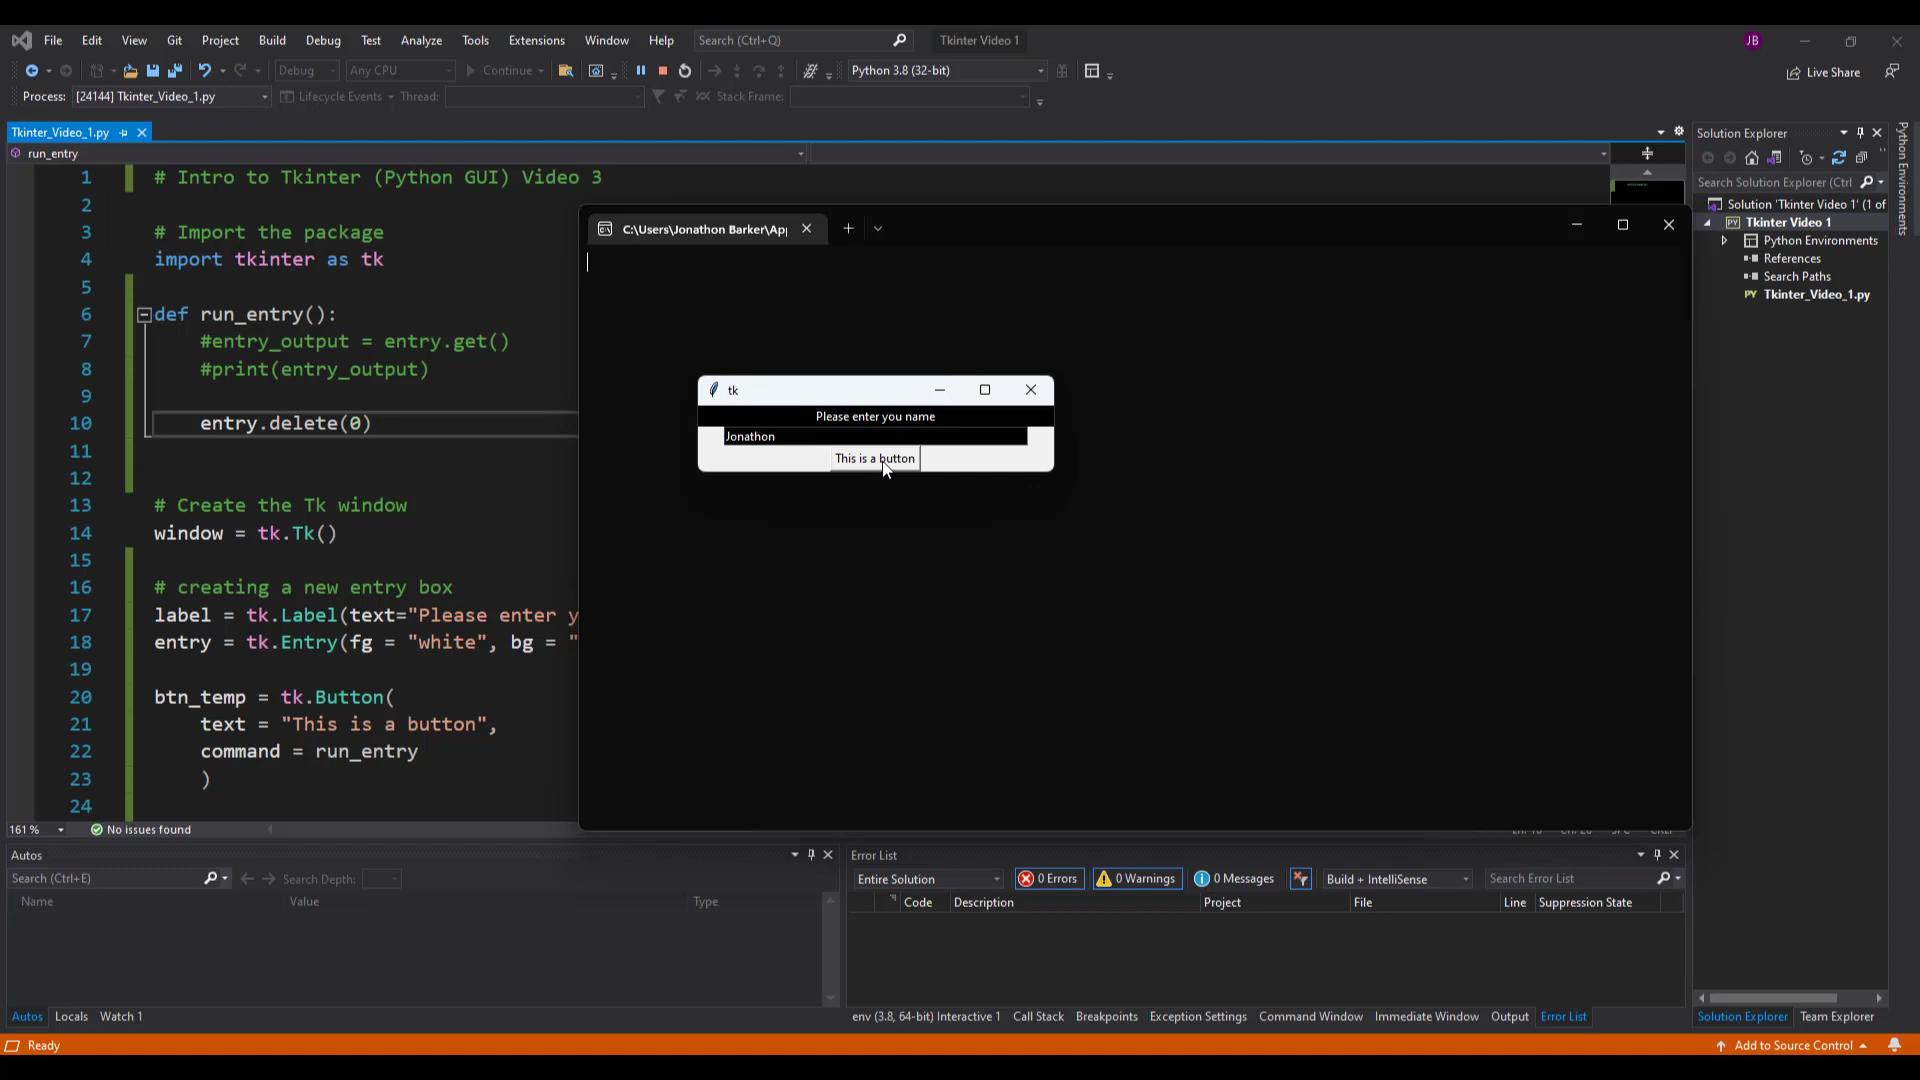 File Edit View Git Project Build Debug Test Analyze Tools Extensions Window Help Search (Ctrl+Q) Tkinter Video 1 JB
Debug Any CPU Continue Python 3.8 (32-bit) Live Share
Process: [24144] Tkinter_Video_1.py Lifecycle Events Thread: Stack Frame:
Tkinter_Video_1.py
run_entry
1 # Intro to Tkinter (Python GUI) Video 3
2
3 # Import the package
4 import tkinter as tk
5
6 def run_entry():
7 #entry_output = entry.get()
8 #print(entry_output)
9
10 entry.delete(0)
11
12
13 # Create the Tk window
14 window = tk.Tk()
15
16 # creating a new entry box
17 label = tk.Label(text="Please enter y
18 entry = tk.Entry(fg = "white", bg = "
19
20 btn_temp = tk.Button(
21 text = "This is a button",
22 command = run_entry
23 )
24
161 % No issues found
C:\Users\Jonathon Barker\Ap
tk
Please enter you name
Jonathon
This is a button
Solution Explorer
Search Solution Explorer (Ctrl
Solution 'Tkinter Video 1' (1 of
Tkinter Video 1
Python Environments
References
Search Paths
Tkinter_Video_1.py
Python Environments
Autos
Search (Ctrl+E) Search Depth:
Name Value Type
Autos Locals Watch 1
Error List
Entire Solution 0 Errors 0 Warnings 0 Messages Build + IntelliSense Search Error List
Code Description Project File Line Suppression State
env (3.8, 64-bit) Interactive 1 Call Stack Breakpoints Exception Settings Command Window Immediate Window Output Error List
Solution Explorer Team Explorer
Ready Add to Source Control